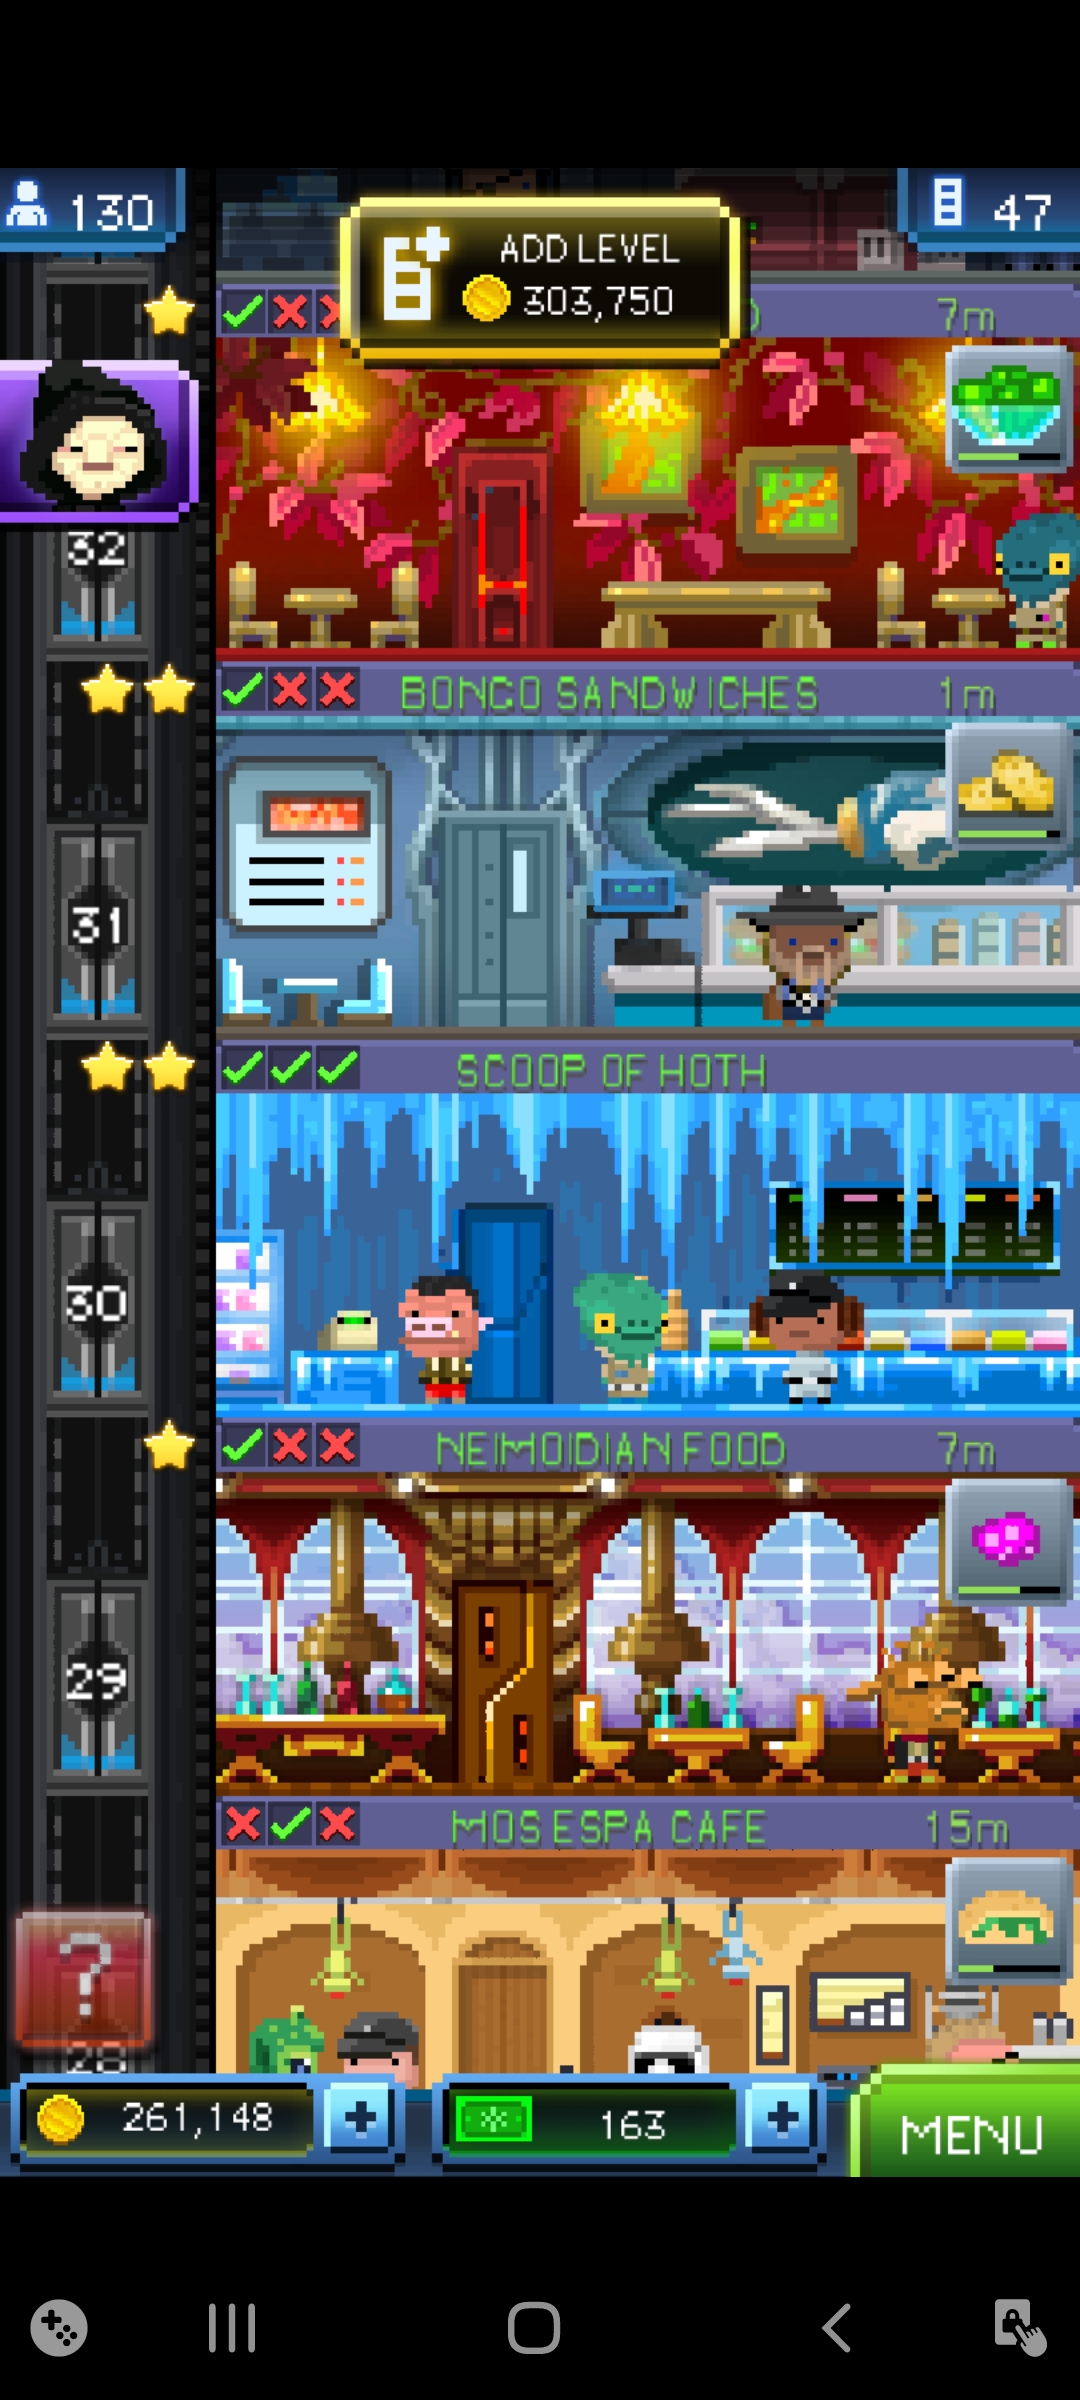 130
47
ADD LEVEL
303,750
7m
32
BONGO SANDWICHES 1m
31
SCOOP OF HOTH
30
NEIMOIDIAN FOOD 7m
29
MOS ESPA CAFE 15m
?
28
261,148 +
163 +
MENU